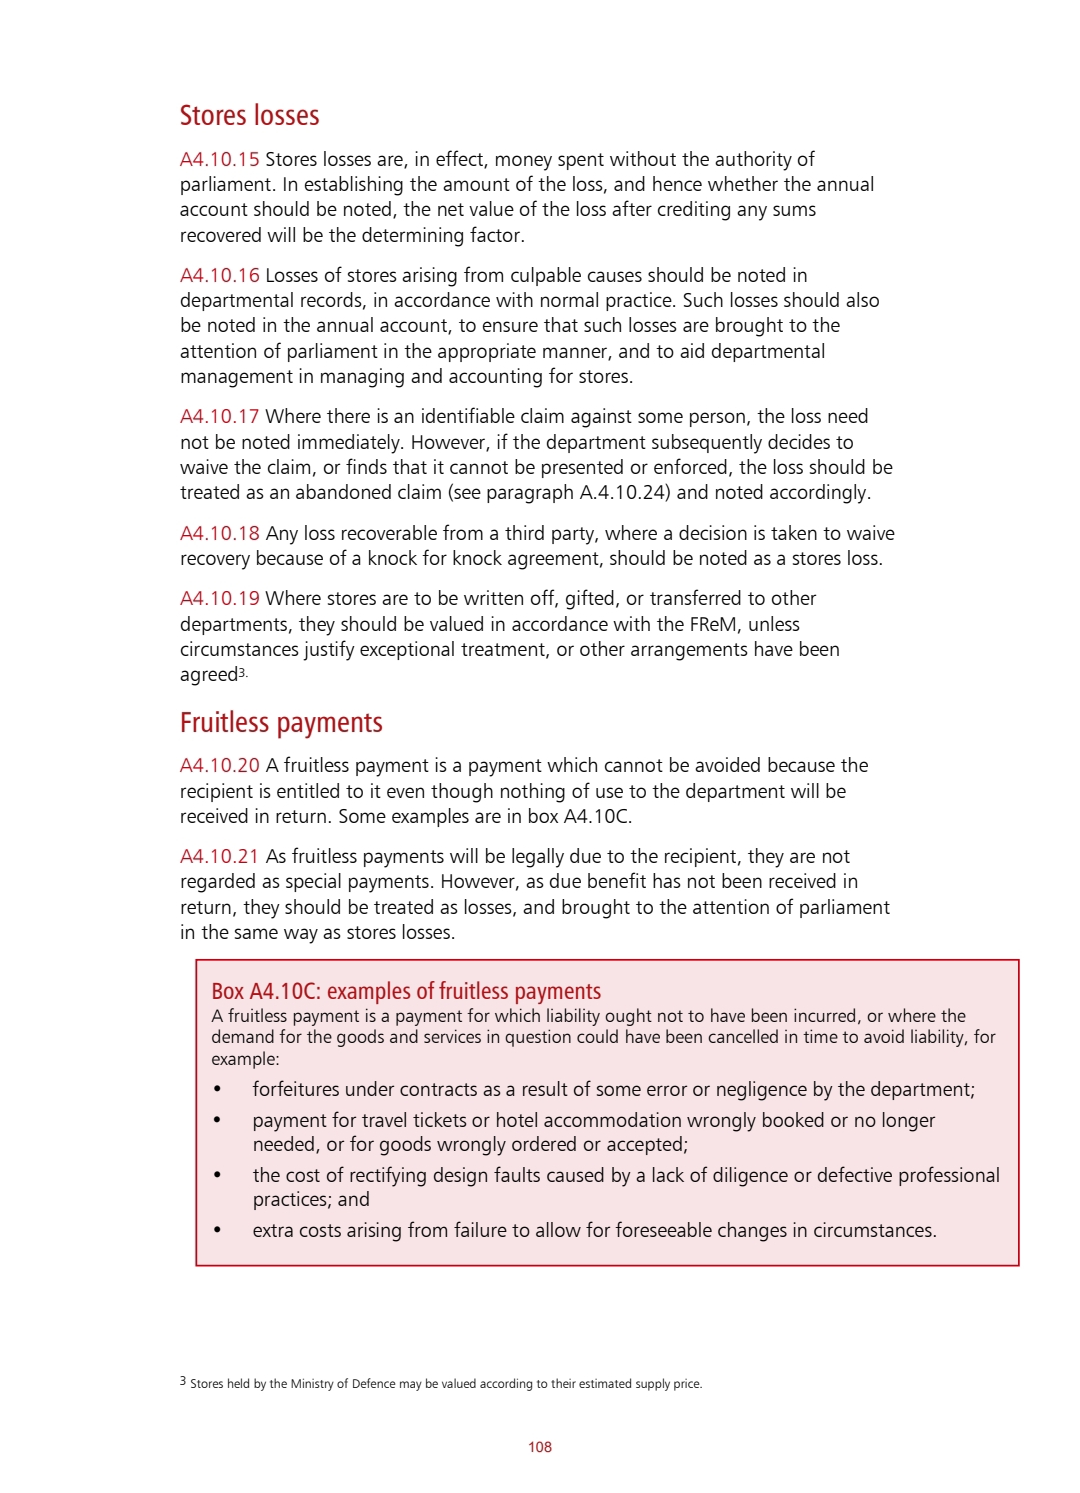 Stores losses
A4.10.15 Stores losses are, in effect, money spent without the authority of
parliament. In establishing the amount of the loss, and hence whether the annual
account should be noted, the net value of the loss after crediting any sums
recovered will be the determining factor.
A4.10.16 Losses of stores arising from culpable causes should be noted in
departmental records, in accordance with normal practice. Such losses should also
be noted in the annual account, to ensure that such losses are brought to the
attention of parliament in the appropriate manner, and to aid departmental
management in managing and accounting for stores.
A4.10.17 Where there is an identifiable claim against some person, the loss need
not be noted immediately. However, if the department subsequently decides to
waive the claim, or finds that it cannot be presented or enforced, the loss should be
treated as an abandoned claim (see paragraph A.4.10.24) and noted accordingly.
A4.10.18 Any loss recoverable from a third party, where a decision is taken to waive
recovery because of a knock for knock agreement, should be noted as a stores loss.
A4.10.19 Where stores are to be written off, gifted, or transferred to other
departments, they should be valued in accordance with the FReM, unless
circumstances justify exceptional treatment, or other arrangements have been
agreed3.
Fruitless payments
A4.10.20 A fruitless payment is a payment which cannot be avoided because the
recipient is entitled to it even though nothing of use to the department will be
received in return. Some examples are in box A4.10C.
A4.10.21 As fruitless payments will be legally due to the recipient, they are not
regarded as special payments. However, as due benefit has not been received in
return, they should be treated as losses, and brought to the attention of parliament
in the same way as stores losses.
Box A4.10C: examples of fruitless payments
A fruitless payment is a payment for which liability ought not to have been incurred, or where the
demand for the goods and services in question could have been cancelled in time to avoid liability, for
example:
• forfeitures under contracts as a result of some error or negligence by the department;
• payment for travel tickets or hotel accommodation wrongly booked or no longer
needed, or for goods wrongly ordered or accepted;
• the cost of rectifying design faults caused by a lack of diligence or defective professional
practices; and
• extra costs arising from failure to allow for foreseeable changes in circumstances.
3 Stores held by the Ministry of Defence may be valued according to their estimated supply price.
108